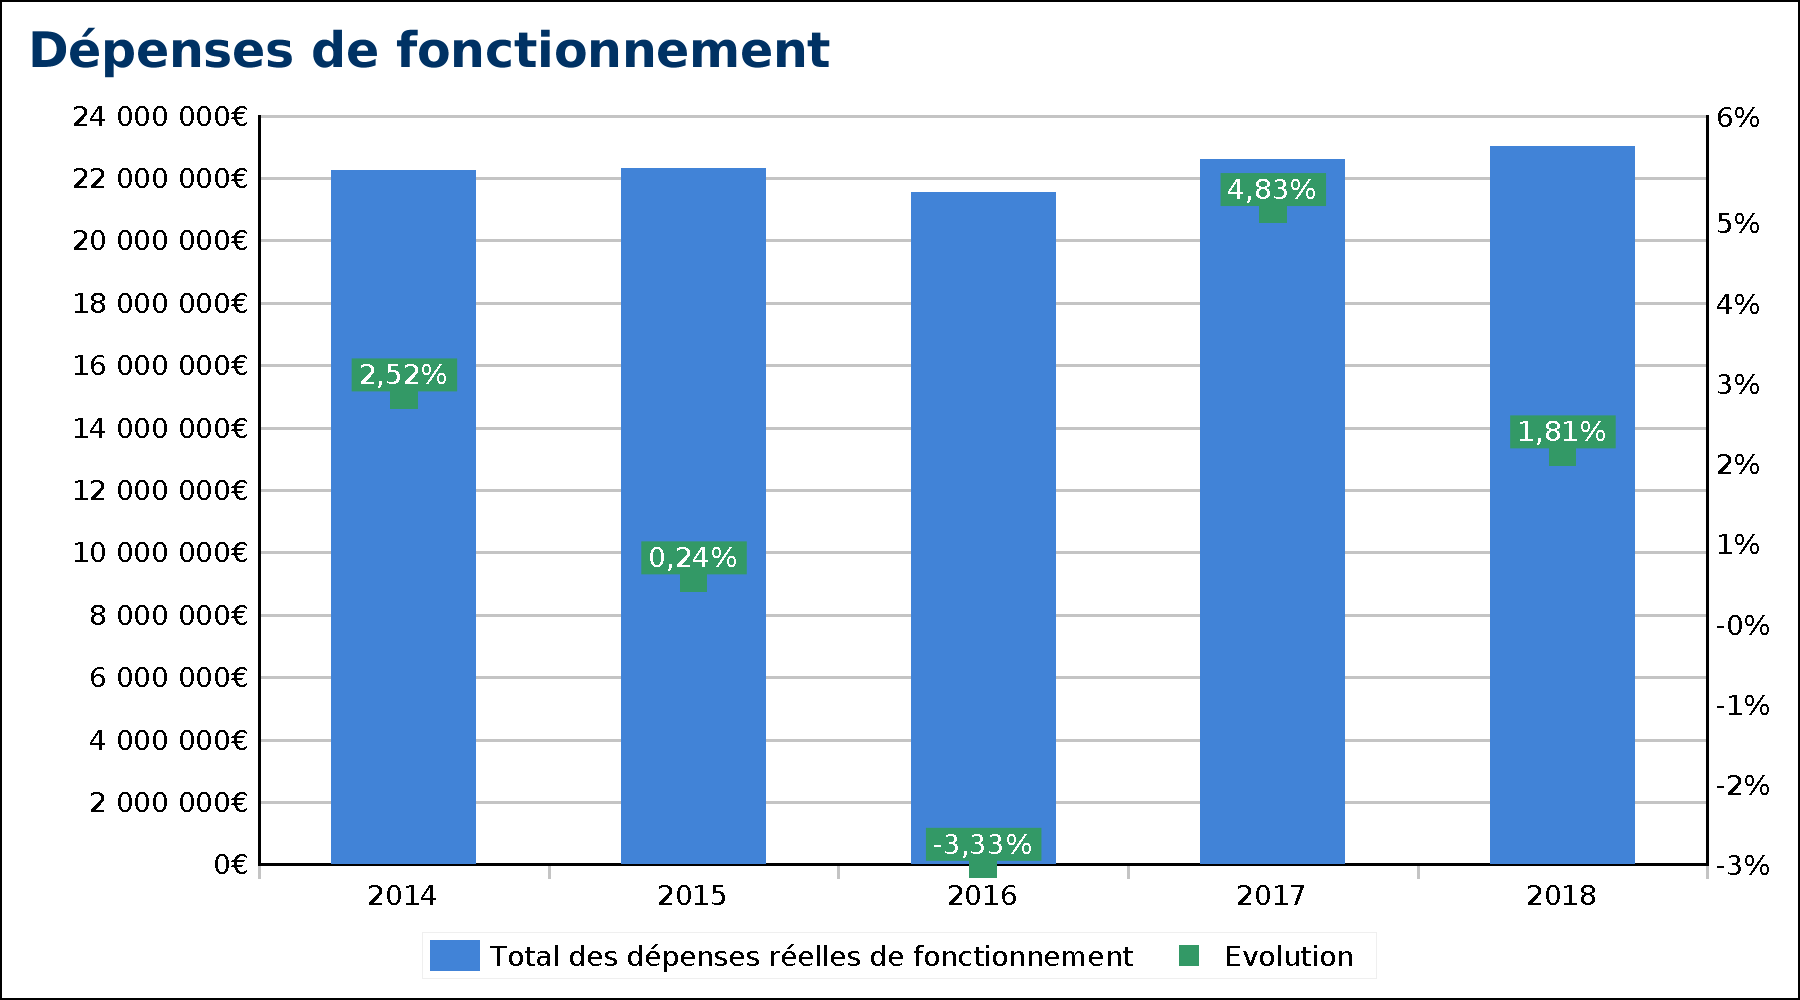 Dépenses de fonctionnement
24 000 000€
22 000 000€
20 000 000€
18 000 000€
16 000 000€
14 000 000€
12 000 000€
10 000 000€
8 000 000€
6 000 000€
4 000 000€
2 000 000€
0€
6%
5%
4%
3%
2%
1%
-0%
-1%
-2%
-3%
2,52%
0,24%
-3,33%
4,83%
1,81%
2014
2015
2016
2017
2018
Total des dépenses réelles de fonctionnement
Evolution